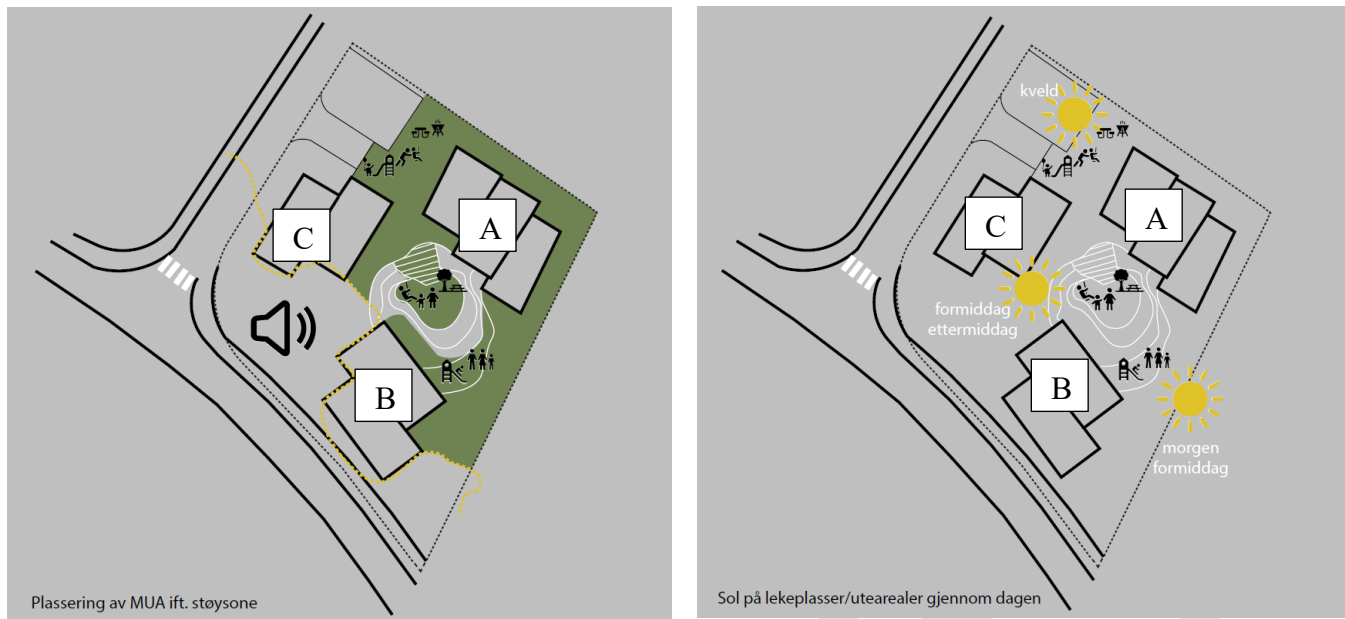 C
A
B
Plassering av MUA ift. støysone
kveld
C
A
formiddag
ettermiddag
B
morgen
formiddag
Sol på lekeplasser/utearealer gjennom dagen